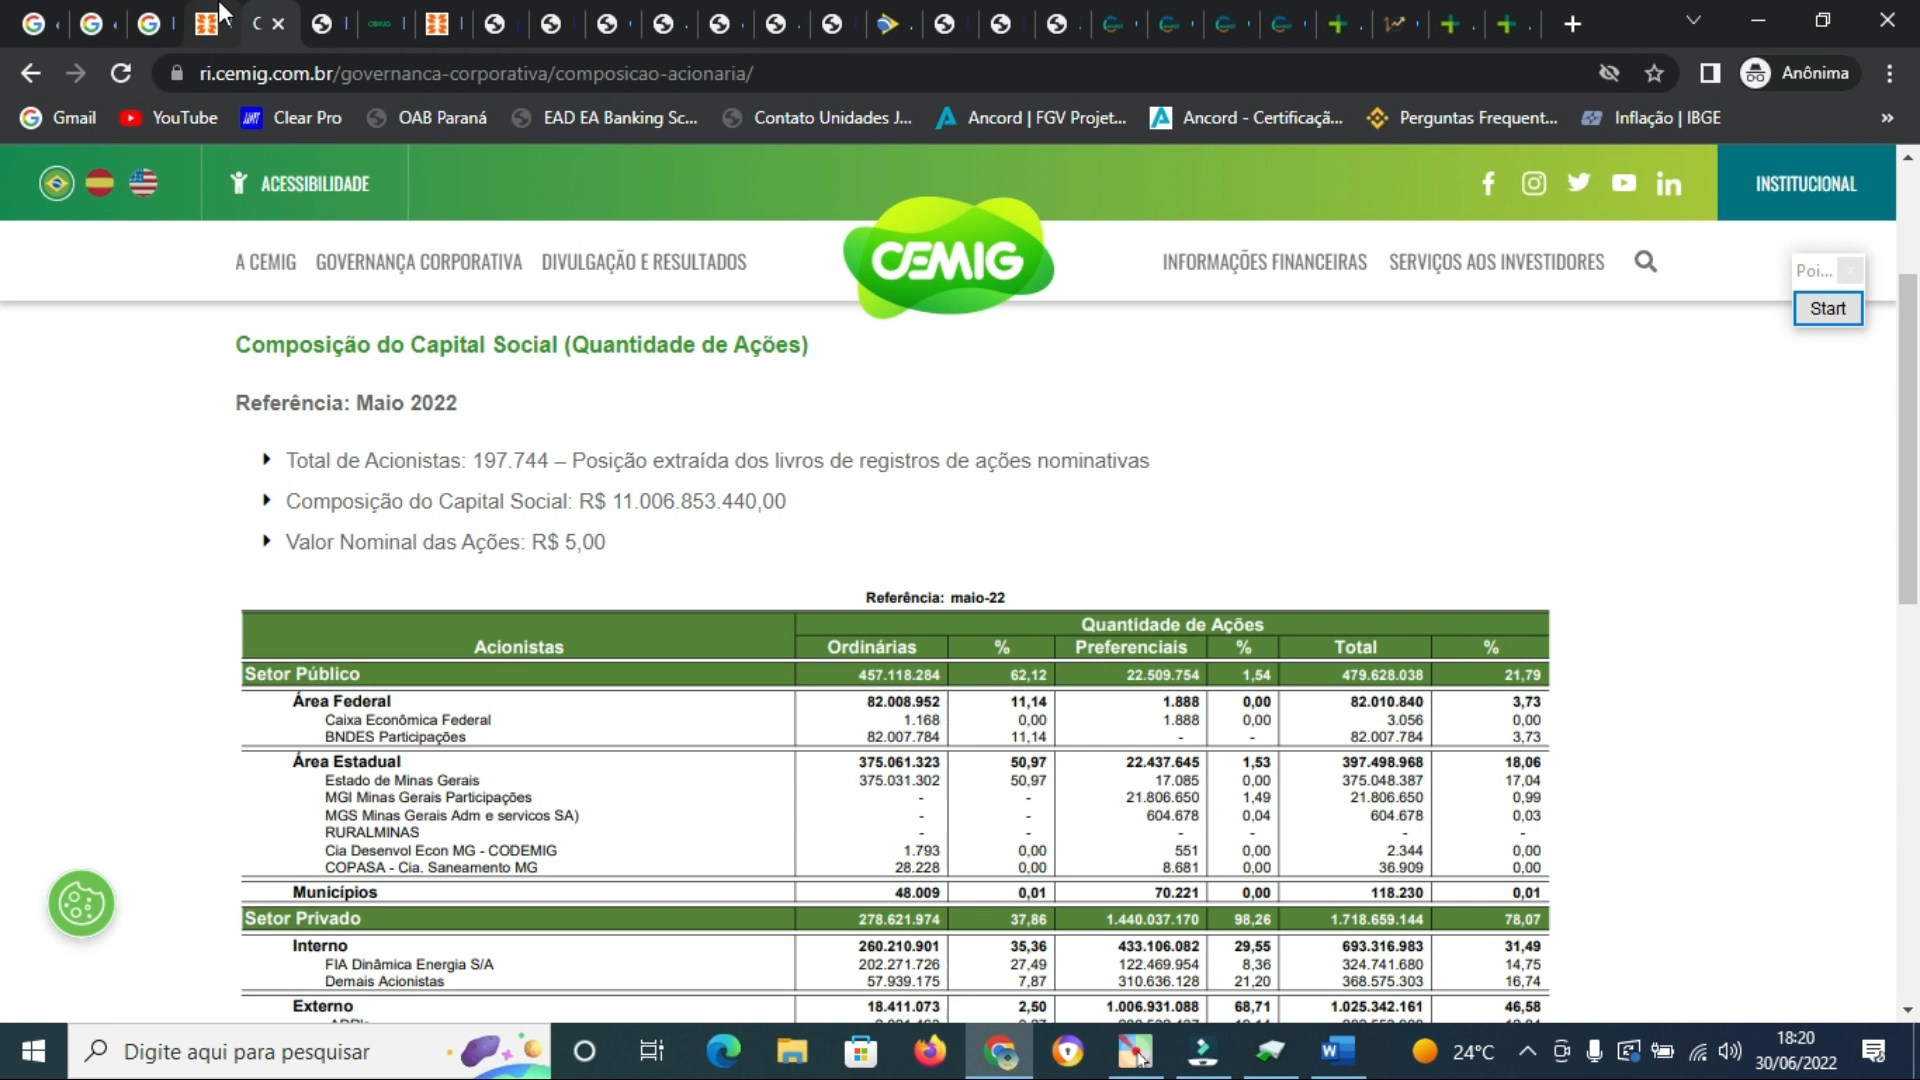 ri.cemig.com.br/governanca-corporativa/composicao-acionaria/
Anônima
Gmail YouTube Clear Pro OAB Paraná EAD EA Banking Sc... Contato Unidades J... Ancord | FGV Projet... Ancord - Certificaçã... Perguntas Frequent... Inflação | IBGE »
ACESSIBILIDADE
INSTITUCIONAL
A CEMIG GOVERNANÇA CORPORATIVA DIVULGAÇÃO E RESULTADOS CEMIG INFORMAÇÕES FINANCEIRAS SERVIÇOS AOS INVESTIDORES
Poi...
Start
Composição do Capital Social (Quantidade de Ações)
Referência: Maio 2022
Total de Acionistas: 197.744 – Posição extraída dos livros de registros de ações nominativas
Composição do Capital Social: R$ 11.006.853.440,00
Valor Nominal das Ações: R$ 5,00
Referência: maio-22
Quantidade de Ações
Acionistas Ordinárias % Preferenciais % Total %
Setor Público 457.118.284 62,12 22.509.754 1,54 479.628.038 21,79
Área Federal 82.008.952 11,14 1.888 0,00 82.010.840 3,73
Caixa Econômica Federal 1.168 0,00 1.888 0,00 3.056 0,00
BNDES Participações 82.007.784 11,14 - - 82.007.784 3,73
Área Estadual 375.061.323 50,97 22.437.645 1,53 397.498.968 18,06
Estado de Minas Gerais 375.031.302 50,97 17.085 0,00 375.048.387 17,04
MGI Minas Gerais Participações - - 21.806.650 1,49 21.806.650 0,99
MGS Minas Gerais Adm e servicos SA) - - 604.678 0,04 604.678 0,03
RURALMINAS - - - - - -
Cia Desenvol Econ MG - CODEMIG 1.793 0,00 551 0,00 2.344 0,00
COPASA - Cia. Saneamento MG 28.228 0,00 8.681 0,00 36.909 0,00
Municípios 48.009 0,01 70.221 0,00 118.230 0,01
Setor Privado 278.621.974 37,86 1.440.037.170 98,26 1.718.659.144 78,07
Interno 260.210.901 35,36 433.106.082 29,55 693.316.983 31,49
FIA Dinâmica Energia S/A 202.271.726 27,49 122.469.954 8,36 324.741.680 14,75
Demais Acionistas 57.939.175 7,87 310.636.128 21,20 368.575.303 16,74
Externo 18.411.073 2,50 1.006.931.088 68,71 1.025.342.161 46,58
Digite aqui para pesquisar
24°C
18:20
30/06/2022